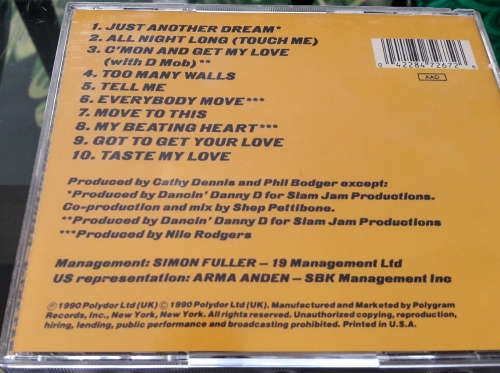 1. JUST ANOTHER DREAM*
2. ALL NIGHT LONG (TOUCH ME)
3. C'MON AND GET MY LOVE
(with D Mob)**
4. TOO MANY WALLS
5. TELL ME
6. EVERYBODY MOVE***
7. MOVE TO THIS
8. MY BEATING HEART***
9. GOT TO GET YOUR LOVE
10. TASTE MY LOVE
0 42284 72672 6
AAD
Produced by Cathy Dennis and Phil Bodger except:
*Produced by Dancin' Danny D for Slam Jam Productions.
Co-production and mix by Shep Pettibone.
**Produced by Dancin' Danny D for Slam Jam Productions
***Produced by Nile Rodgers
Management: SIMON FULLER – 19 Management Ltd
US representation: ARMA ANDEN – SBK Management Inc
℗ 1990 Polydor Ltd (UK) © 1990 Polydor Ltd (UK), Manufactured and Marketed by Polygram
Records, Inc., New York, New York. All rights reserved. Unauthorized copying, reproduction,
hiring, lending, public performance and broadcasting prohibited. Printed in U.S.A.